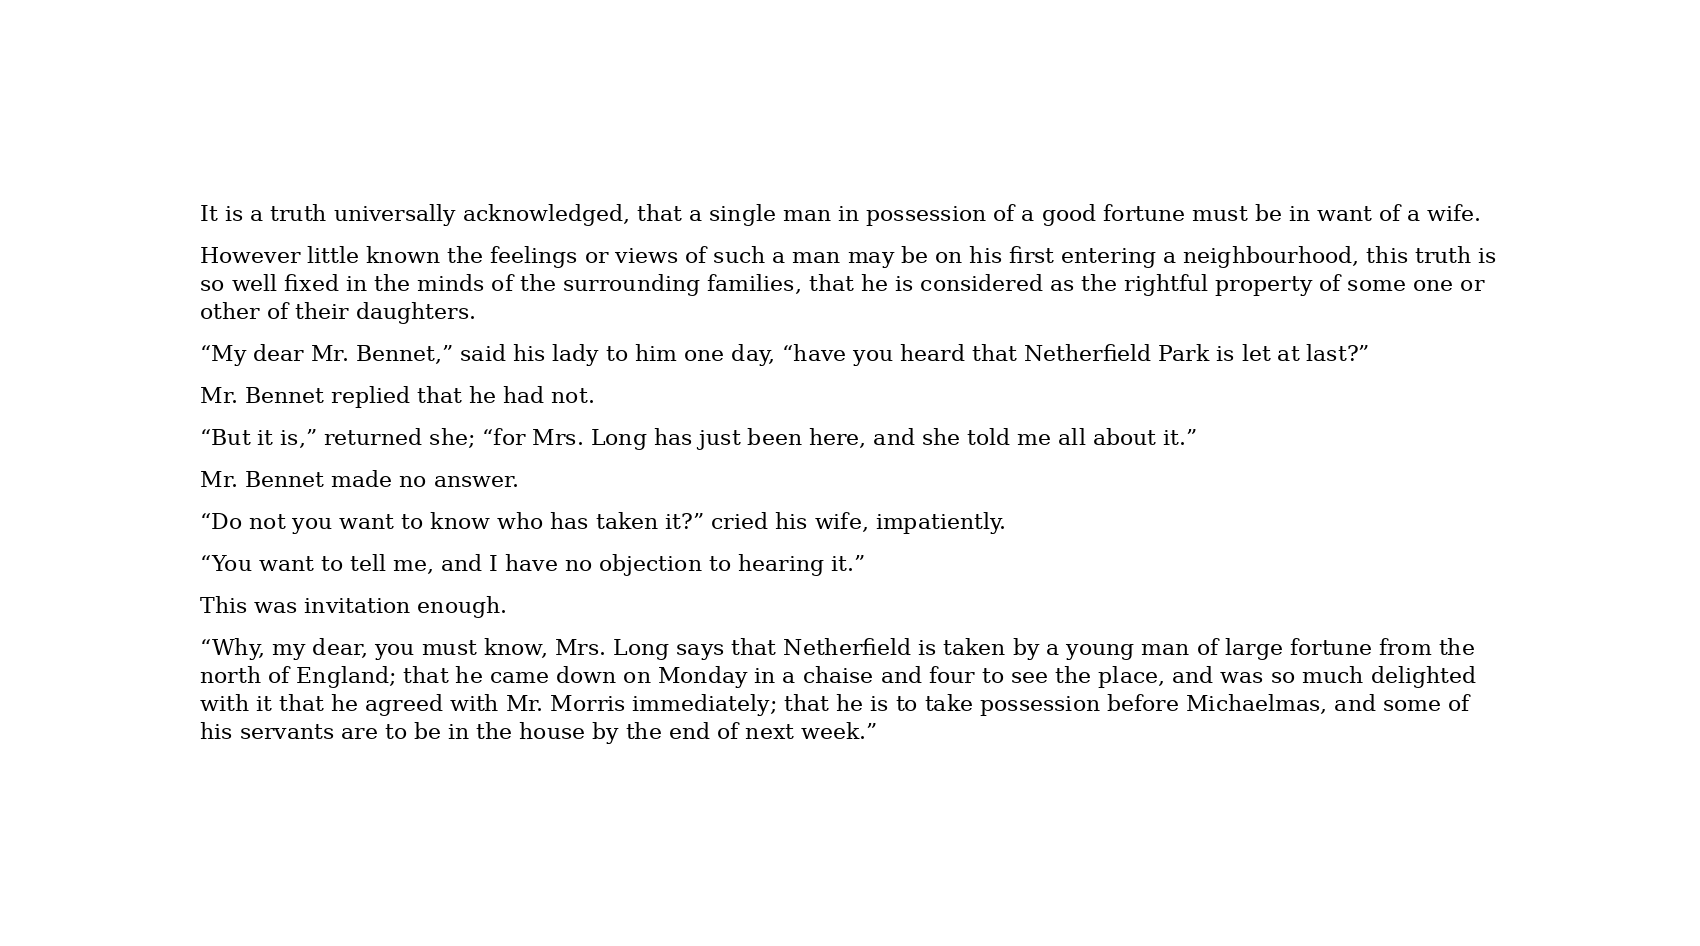 It is a truth universally acknowledged, that a single man in possession of a good fortune must be in want of a wife.
However little known the feelings or views of such a man may be on his first entering a neighbourhood, this truth is
so well fixed in the minds of the surrounding families, that he is considered as the rightful property of some one or
other of their daughters.
“My dear Mr. Bennet,” said his lady to him one day, “have you heard that Netherfield Park is let at last?”
Mr. Bennet replied that he had not.
“But it is,” returned she; “for Mrs. Long has just been here, and she told me all about it.”
Mr. Bennet made no answer.
“Do not you want to know who has taken it?” cried his wife, impatiently.
“You want to tell me, and I have no objection to hearing it.”
This was invitation enough.
“Why, my dear, you must know, Mrs. Long says that Netherfield is taken by a young man of large fortune from the
north of England; that he came down on Monday in a chaise and four to see the place, and was so much delighted
with it that he agreed with Mr. Morris immediately; that he is to take possession before Michaelmas, and some of
his servants are to be in the house by the end of next week.”